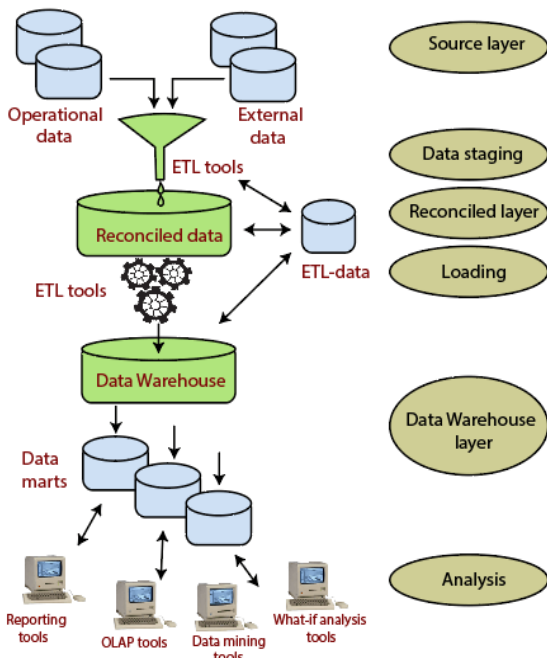 Source layer
Operational
data
External
data
ETL tools
Data staging
Reconciled layer
Reconciled data
ETL-data
Loading
ETL tools
Data Warehouse
Data Warehouse
layer
Data
marts
Analysis
Reporting
tools
OLAP tools
Data mining
tools
What-if analysis
tools